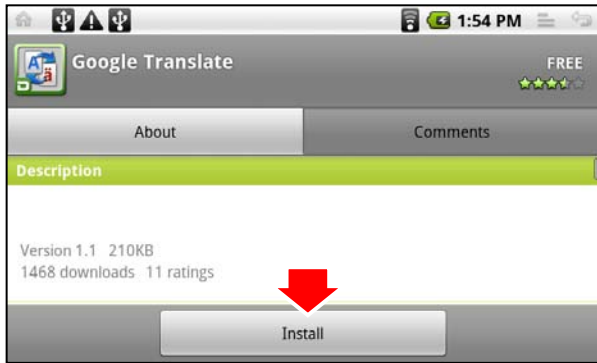 1:54 PM
Google Translate
FREE
About
Comments
Description
Version 1.1 210KB
1468 downloads 11 ratings
Install